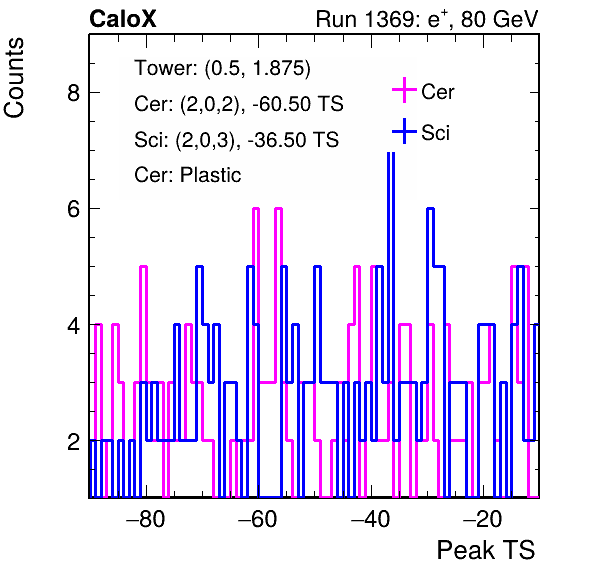 CaloX
Run 1369: e+, 80 GeV
Counts
Tower: (0.5, 1.875)
Cer: (2,0,2), -60.50 TS
Sci: (2,0,3), -36.50 TS
Cer: Plastic
Cer
Sci
8
6
4
2
−80 −60 −40 −20
Peak TS